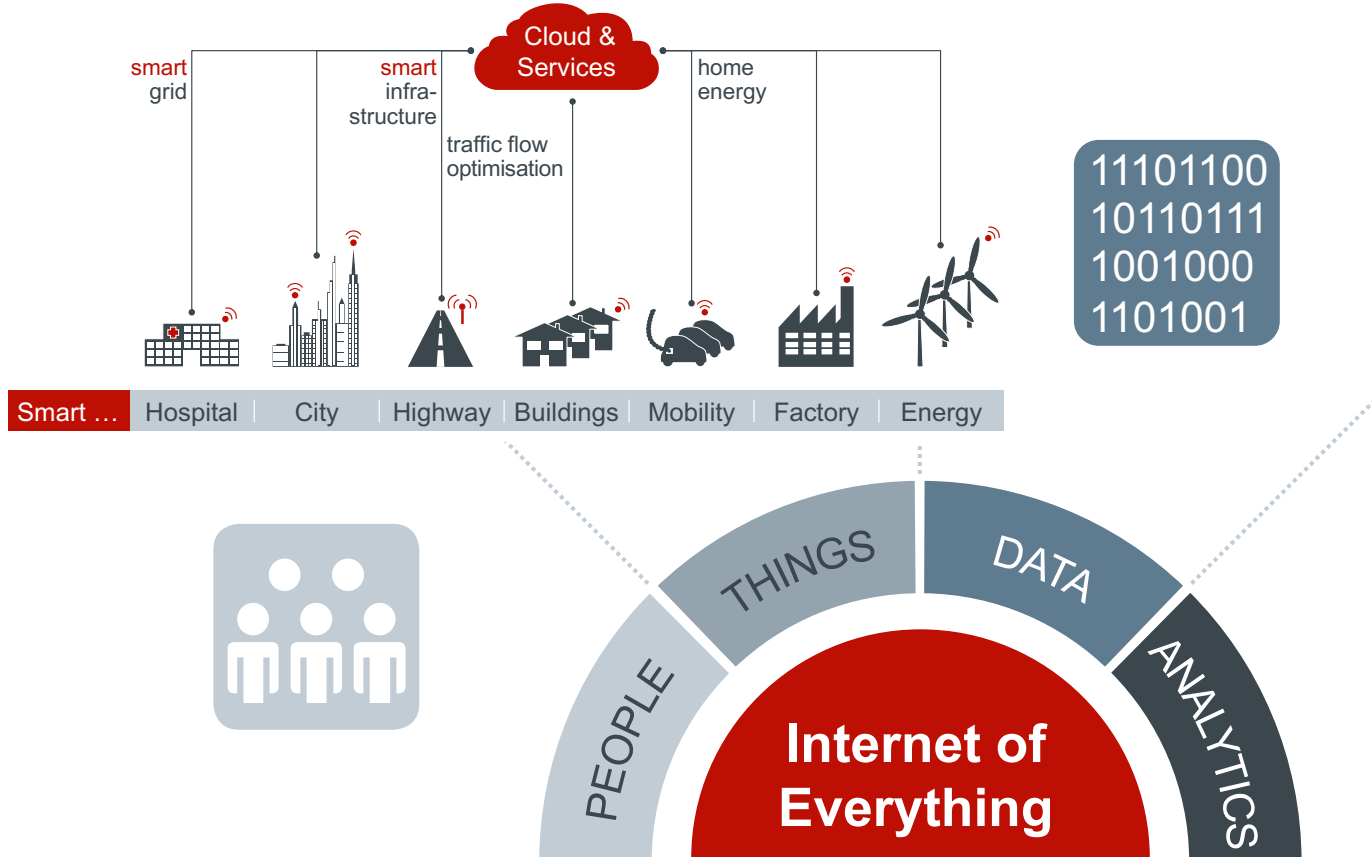 Cloud &
Services
smart
grid
smart
infra-
structure
traffic flow
optimisation
home
energy
11101100
10110111
1001000
1101001
Smart … Hospital City Highway Buildings Mobility Factory Energy
PEOPLE
THINGS
DATA
ANALYTICS
Internet of
Everything